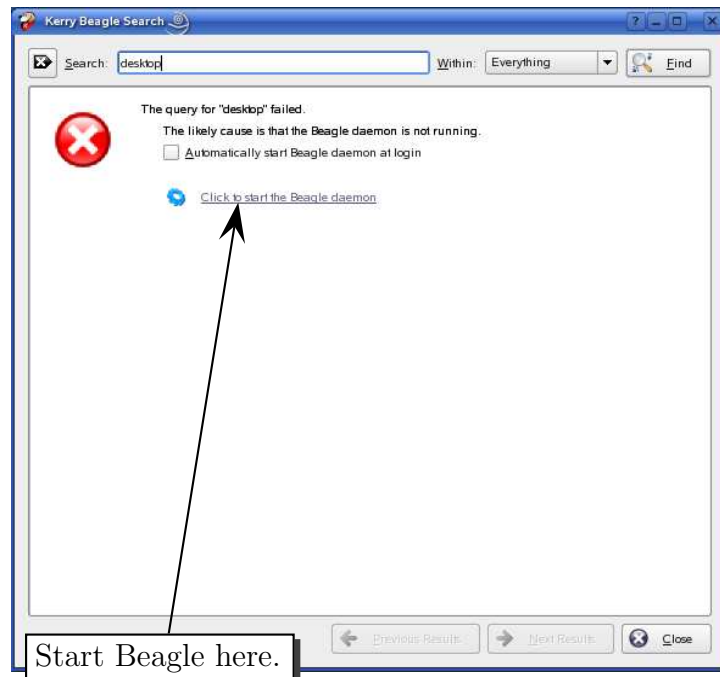 Kerry Beagle Search
Search: desktop Within: Everything Find
The query for "desktop" failed.
The likely cause is that the Beagle daemon is not running.
Automatically start Beagle daemon at login
Click to start the Beagle daemon
Previous Results Next Results Close
Start Beagle here.